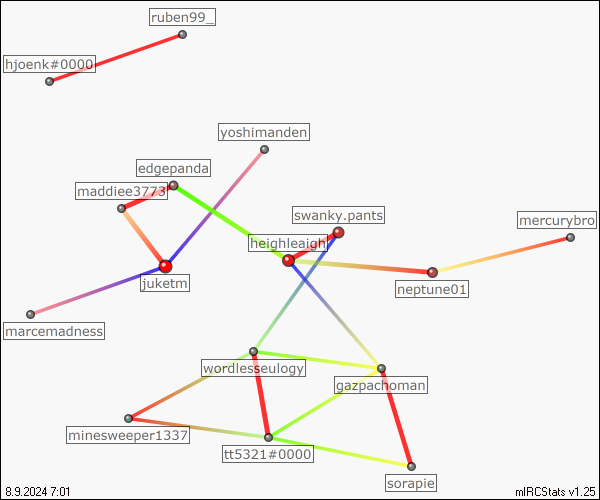 ruben99_
hjoenk#0000
yoshimanden
edgepanda
maddiee3773
swanky.pants
mercurybro
heighleaigh
juketm
neptune01
marcemadness
wordlesseulogy
gazpachoman
minesweeper1337
tt5321#0000
sorapie
8.9.2024 7:01
mIRCStats v1.25